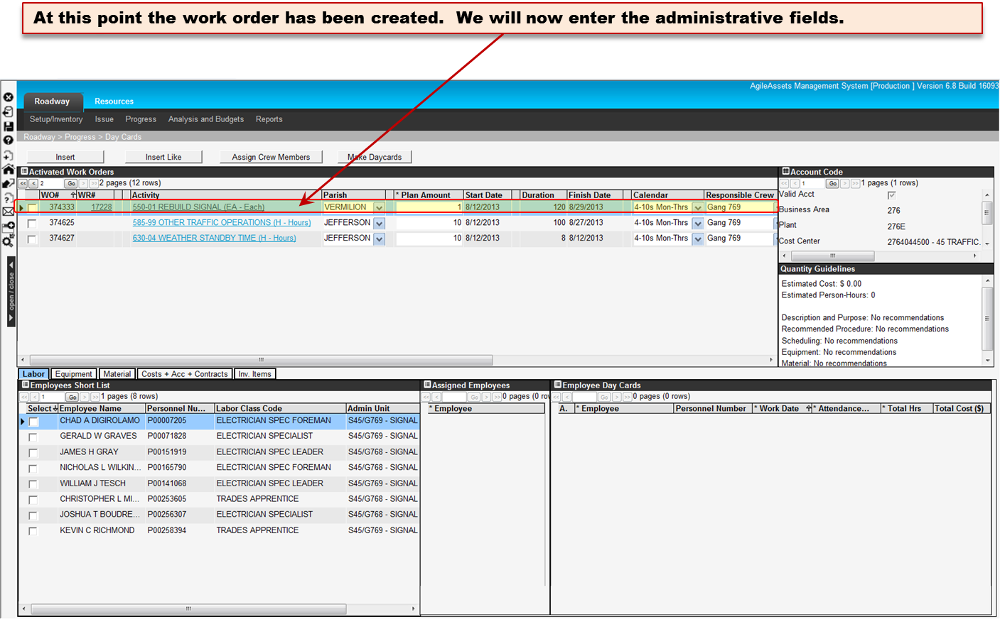 At this point the work order has been created.  We will now enter the administrative fields.
AgileAssets Management System [Production ] Version 6.8 Build 16093
Roadway Resources
Setup/Inventory Issue Progress Analysis and Budgets Reports
Roadway > Progress > Day Cards
Insert Insert Like Assign Crew Members Make Daycards
Activated Work Orders
<< < 2 Go > >> 2 pages (12 rows)
WO# WR# Activity Parish * Plan Amount Start Date Duration Finish Date Calendar Responsible Crew
374333 17228 550-01 REBUILD SIGNAL (EA - Each) VERMILION 1 8/12/2013 120 8/29/2013 4-10s Mon-Thrs Gang 769
374625 585-99 OTHER TRAFFIC OPERATIONS (H - Hours) JEFFERSON 10 8/12/2013 100 8/27/2013 4-10s Mon-Thrs Gang 769
374627 630-04 WEATHER STANDBY TIME (H - Hours) JEFFERSON 10 8/12/2013 8 8/12/2013 4-10s Mon-Thrs Gang 769
Account Code
<< < 1 Go > >> 1 pages (1 rows)
Valid Acct
Business Area 276
Plant 276E
Cost Center 2764044500 - 45 TRAFFIC.
Quantity Guidelines
Estimated Cost: $ 0.00
Estimated Person-Hours: 0
Description and Purpose: No recommendations
Recommended Procedure: No recommendations
Scheduling: No recommendations
Equipment: No recommendations
Material: No recommendations
open / close
Labor Equipment Material Costs + Acc + Contracts Inv. Items
Employees Short List
<< < 1 Go > >> 1 pages (8 rows)
Select Employee Name Personnel Nu... Labor Class Code Admin Unit
CHAD A DIGIROLAMO P00007205 ELECTRICIAN SPEC FOREMAN S45/G769 - SIGNAL
GERALD W GRAVES P00071828 ELECTRICIAN SPECIALIST S45/G769 - SIGNAL
JAMES H GRAY P00151919 ELECTRICIAN SPEC LEADER S45/G768 - SIGNAL
NICHOLAS L WILKIN... P00165790 ELECTRICIAN SPEC FOREMAN S45/G768 - SIGNAL
WILLIAM J TESCH P00141068 ELECTRICIAN SPEC LEADER S45/G769 - SIGNAL
CHRISTOPHER L MI... P00253605 TRADES APPRENTICE S45/G768 - SIGNAL
JOSHUA T BOUDRE... P00256307 ELECTRICIAN SPECIALIST S45/G768 - SIGNAL
KEVIN C RICHMOND P00258394 TRADES APPRENTICE S45/G769 - SIGNAL
Assigned Employees
<< < Go > >> 0 pages (0 rov
* Employee
Employee Day Cards
<< < Go > >> 0 pages (0 rows)
A. * Employee Personnel Number * Work Date * Attendance... * Total Hrs Total Cost ($)